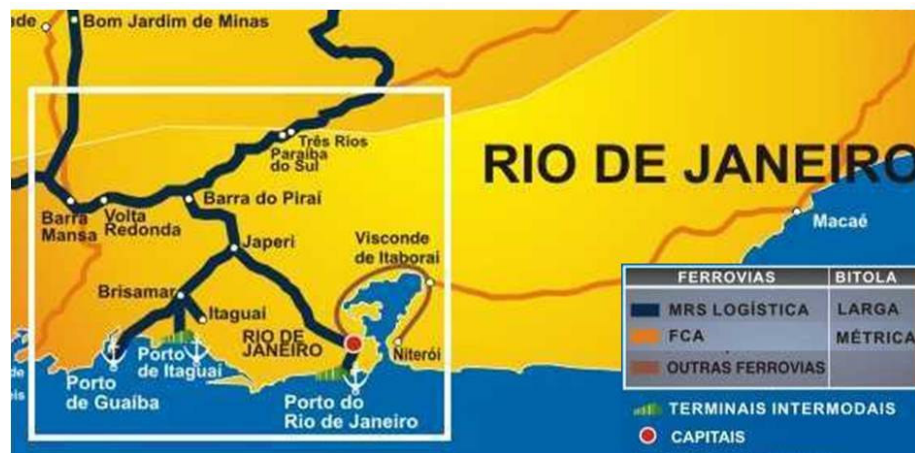 Bom Jardim de Minas
Três Rios
Paraíba
do Sul
RIO DE JANEIRO
Barra
Mansa
Volta
Redonda
Barra do Piraí
Macaé
Japeri
Visconde
de Itaboraí
Brisamar
Itaguaí
RIO DE
JANEIRO
Niterói
Porto
de Itaguaí
Porto
de Guaíba
Porto do
Rio de Janeiro
FERROVIAS BITOLA
MRS LOGÍSTICA LARGA
FCA MÉTRICA
OUTRAS FERROVIAS
TERMINAIS INTERMODAIS
CAPITAIS